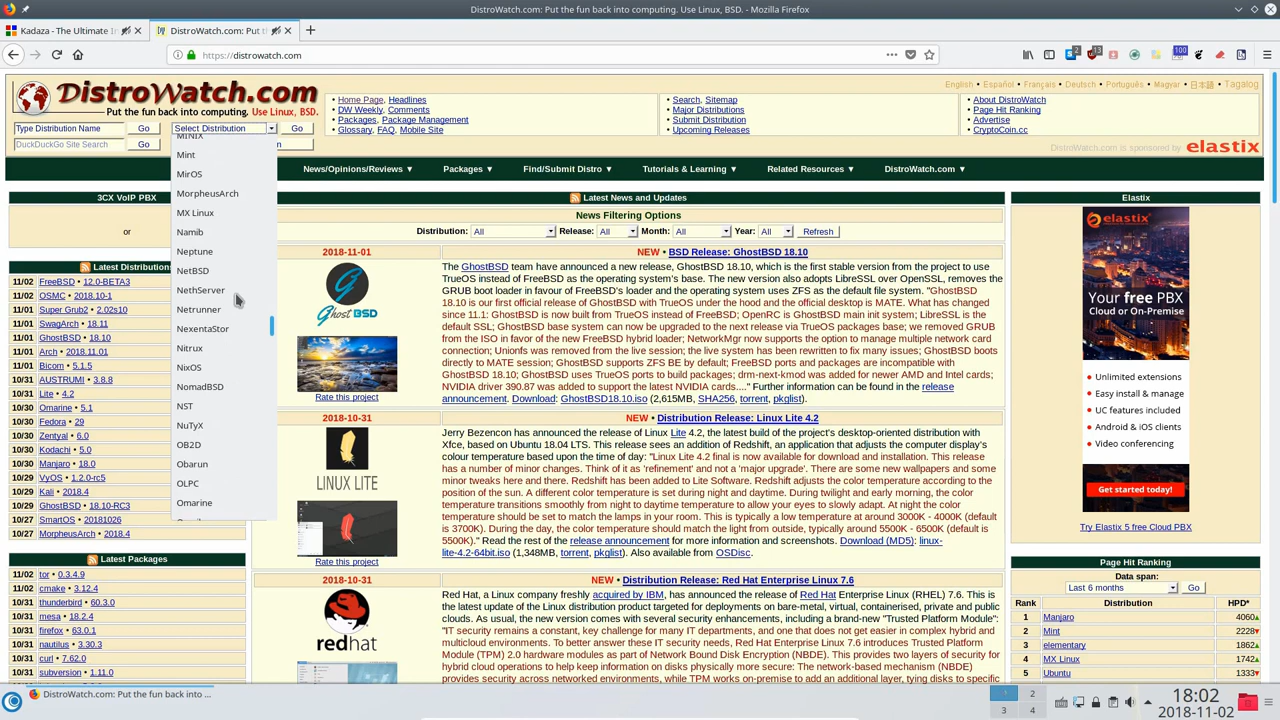 DistroWatch.com: Put the fun back into computing. Use Linux, BSD. - Mozilla Firefox
Kadaza - The Ultimate In
DistroWatch.com: Put t
https://distrowatch.com
2
13
100
DistroWatch.com
Put the fun back into computing. Use Linux, BSD.
Home Page, Headlines
DW Weekly, Comments
Packages, Package Management
Glossary, FAQ, Mobile Site
Search, Sitemap
Major Distributions
Submit Distribution
Upcoming Releases
About DistroWatch
Page Hit Ranking
Advertise
CryptoCoin.cc
English - Español - Français - Deutsch - Português - Magyar - 日本語 - Tagalog
DistroWatch.com is sponsored by elastix
Type Distribution Name
Go
Select Distribution
Go
DuckDuckGo Site Search
Go
News/Opinions/Reviews ▼
Packages ▼
Find/Submit Distro ▼
Tutorials & Learning ▼
Related Resources ▼
DistroWatch.com ▼
MINIX
Mint
MirOS
MorpheusArch
MX Linux
Namib
Neptune
NetBSD
NethServer
Netrunner
NexentaStor
Nitrux
NixOS
NomadBSD
NST
NuTyX
OB2D
Obarun
OLPC
Omarine
3CX VoIP PBX
or
Latest Distribution
11/02 FreeBSD • 12.0-BETA3
11/02 OSMC • 2018.10-1
11/01 Super Grub2 • 2.02s10
11/01 SwagArch • 18.11
11/01 GhostBSD • 18.10
11/01 Arch • 2018.11.01
11/01 Bicom • 5.1.5
10/31 AUSTRUMI • 3.8.8
10/31 Lite • 4.2
10/31 Omarine • 5.1
10/30 Fedora • 29
10/30 Zentyal • 6.0
10/30 Kodachi • 5.0
10/30 Manjaro • 18.0
10/29 VyOS • 1.2.0-rc5
10/29 Kali • 2018.4
10/29 GhostBSD • 18.10-RC3
10/27 SmartOS • 20181026
10/27 MorpheusArch • 2018.4
Latest Packages
11/02 tor • 0.3.4.9
11/02 cmake • 3.12.4
10/31 thunderbird • 60.3.0
10/31 mesa • 18.2.4
10/31 firefox • 63.0.1
10/31 nautilus • 3.30.3
10/31 curl • 7.62.0
10/31 subversion • 1.11.0
Latest News and Updates
News Filtering Options
Distribution: All Release: All Month: All Year: All Refresh
2018-11-01
NEW • BSD Release: GhostBSD 18.10
Ghost BSD
Rate this project
The GhostBSD team have announced a new release, GhostBSD 18.10, which is the first stable version from the project to
use TrueOS instead of FreeBSD as the operating system's base. The new version also adopts LibreSSL over OpenSSL, removes the
GRUB boot loader in favour of FreeBSD's loader and the operating system uses ZFS as the default file system: "GhostBSD
18.10 is our first official release of GhostBSD with TrueOS under the hood and the official desktop is MATE. What has changed
since 11.1: GhostBSD is now built from TrueOS instead of FreeBSD; OpenRC is GhostBSD main init system; LibreSSL is the
default SSL; GhostBSD base system can now be updated to the next release via TrueOS packages base; we removed GRUB
from the ISO in favor of the new FreeBSD hybrid loader; NetworkMgr now supports the option to manage multiple network card
connection; Unionfs was removed from the live system; the live system has been rewritten to fix many issues; GhostBSD boots
directly to MATE session; GhostBSD supports ZFS only by default; FreeBSD ports and packages are incompatible with
GhostBSD 18.10; GhostBSD uses TrueOS ports to build packages; drm-next-kmod was added for newer AMD and Intel cards;
NVIDIA driver 390.87 was added to support the latest NVIDIA cards...." Further information can be found in the release
announcement. Download: GhostBSD18.10.iso (2,615MB, SHA256, torrent, pkglist).
2018-10-31
NEW • Distribution Release: Linux Lite 4.2
LINUX LITE
Rate this project
Jerry Bezencon has announced the release of Linux Lite 4.2, the latest build of the project's desktop-oriented distribution with
Xfce, based on Ubuntu 18.04 LTS. This release sees an addition of Redshift, an application that adjusts the computer display's
colour temperature based upon the time of day: "Linux Lite 4.2 final is now available for download and installation. This release
has a number of minor changes. Think of it as 'refinement' and not a 'major upgrade'. There are some new wallpapers and some
minor tweaks here and there. Redshift has been added to Lite Software. Redshift adjusts the color temperature according to the
position of the sun. A different color temperature is set during night and daytime. During twilight and early morning, the color
temperature transitions smoothly from night to daytime temperature to allow your eyes to slowly adapt. At night the color
temperature should be set to match the lamps in your room. This is typically a low temperature at around 3000K - 4000K (default
is 3700K). During the day, the color temperature should match the light from outside, typically around 5500K - 6500K (default is
5500K)." Read the rest of the release announcement for more information and screenshots. Download (MD5): linux-
lite-4.2-64bit.iso (1,348MB, torrent, pkglist). Also available from OSDisc.
2018-10-31
NEW • Distribution Release: Red Hat Enterprise Linux 7.6
redhat
Red Hat, a Linux company freshly acquired by IBM, has announced the release of Red Hat Enterprise Linux (RHEL) 7.6. This is
the latest update of the Linux distribution product targeted for deployments on bare-metal, virtual, containerised, private and public
clouds. As usual, the new version comes with several security enhancements, including a brand-new "Trusted Platform Module":
"IT security remains a constant, key challenge for many IT departments, and one that does not get easier in complex hybrid and
multicloud environments. To better answer these IT security needs, Red Hat Enterprise Linux 7.6 introduces Trusted
Platform Module (TPM) 2.0 hardware modules as part of Network Bound Disk Encryption (NBDE). This provides two layers of security for
hybrid cloud operations to help keep information on disks physically more secure: The network-based mechanism (NBDE)
provides security across networked environments, while TPM works on-premise to add an additional layer, tying disks to specific
Elastix
elastix
Your free PBX
Cloud or On-Premise
Unlimited extensions
Easy install & manage
UC features included
Android & iOS clients
Video conferencing
Get started today!
Try Elastix 5 free Cloud PBX
Page Hit Ranking
Data span:
Last 6 months
Go
Rank Distribution HPD*
1 Manjaro 4060
2 Mint 2228
3 elementary 1862
4 MX Linux 1742
5 Ubuntu 1333
DistroWatch.com: Put the fun back into ...
1 2
3 4
18:02
2018-11-02